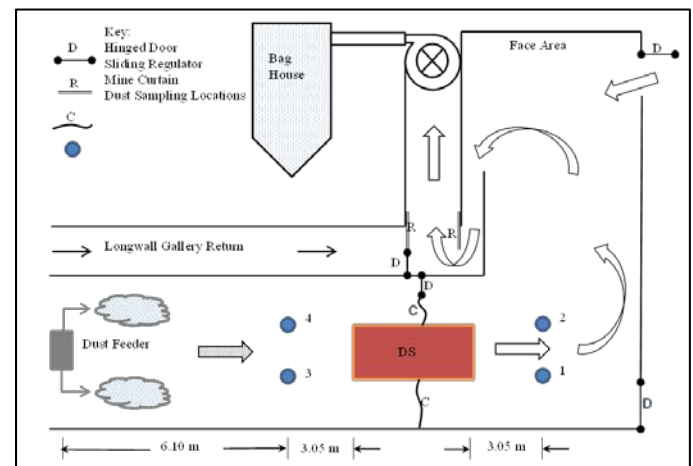 Key:
D
Hinged Door
Sliding Regulator
R
Mine Curtain
Dust Sampling Locations
C
Bag
House
Face Area
D
R
R
Longwall Gallery Return
D
D
C
4
2
Dust Feeder
DS
3
1
C
D
6.10 m
3.05 m
3.05 m